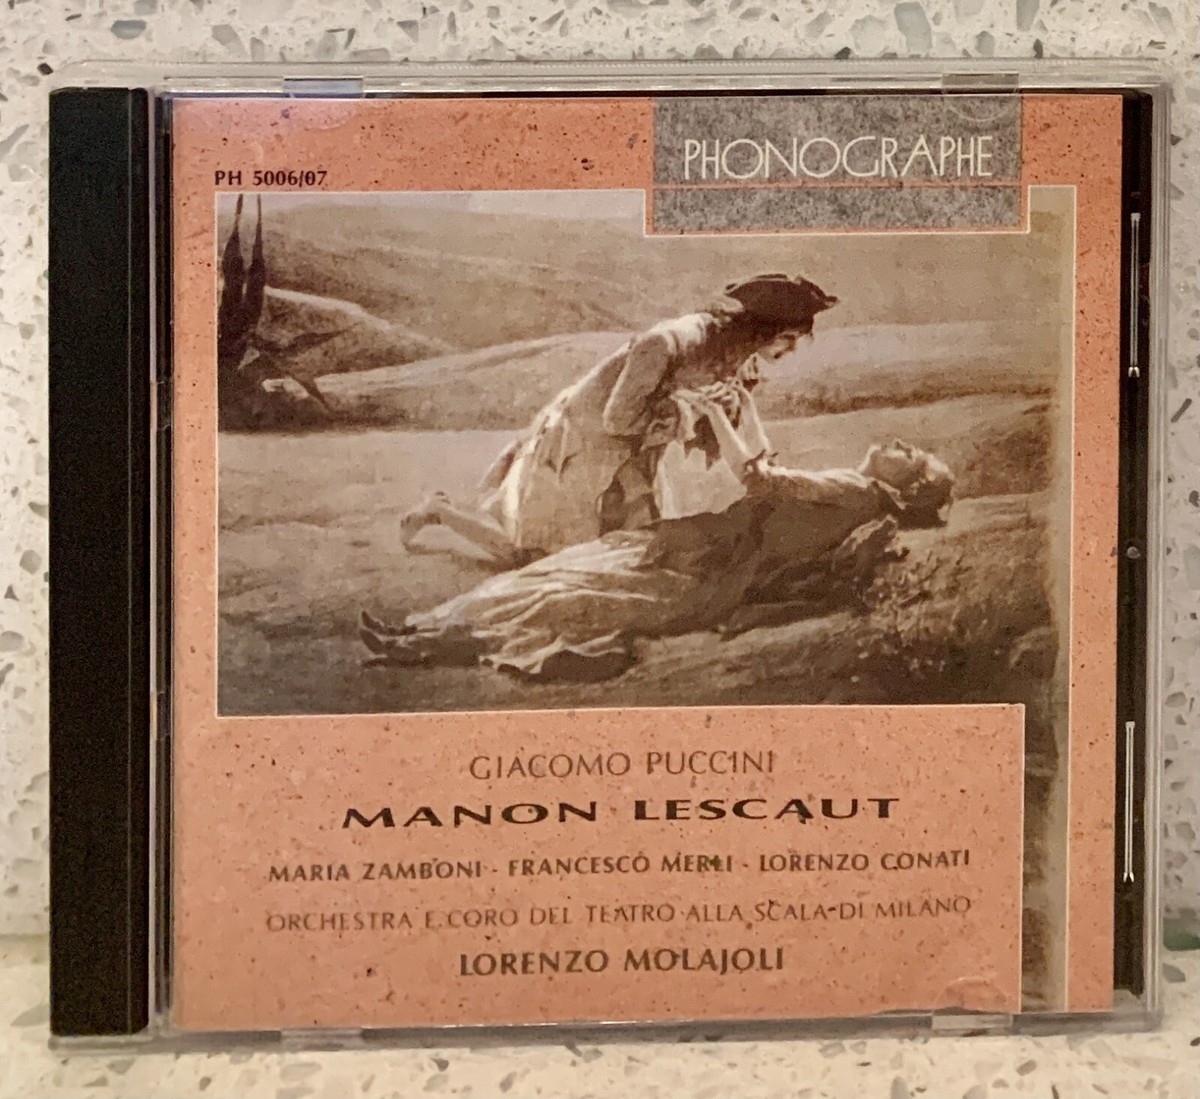 PHONOGRAPHE
PH 5006/07
GIACOMO PUCCINI
MANON LESCAUT
MARIA ZAMBONI - FRANCESCO MERLI - LORENZO CONATI
ORCHESTRA E CORO DEL TEATRO ALLA SCALA DI MILANO
LORENZO MOLAJOLI